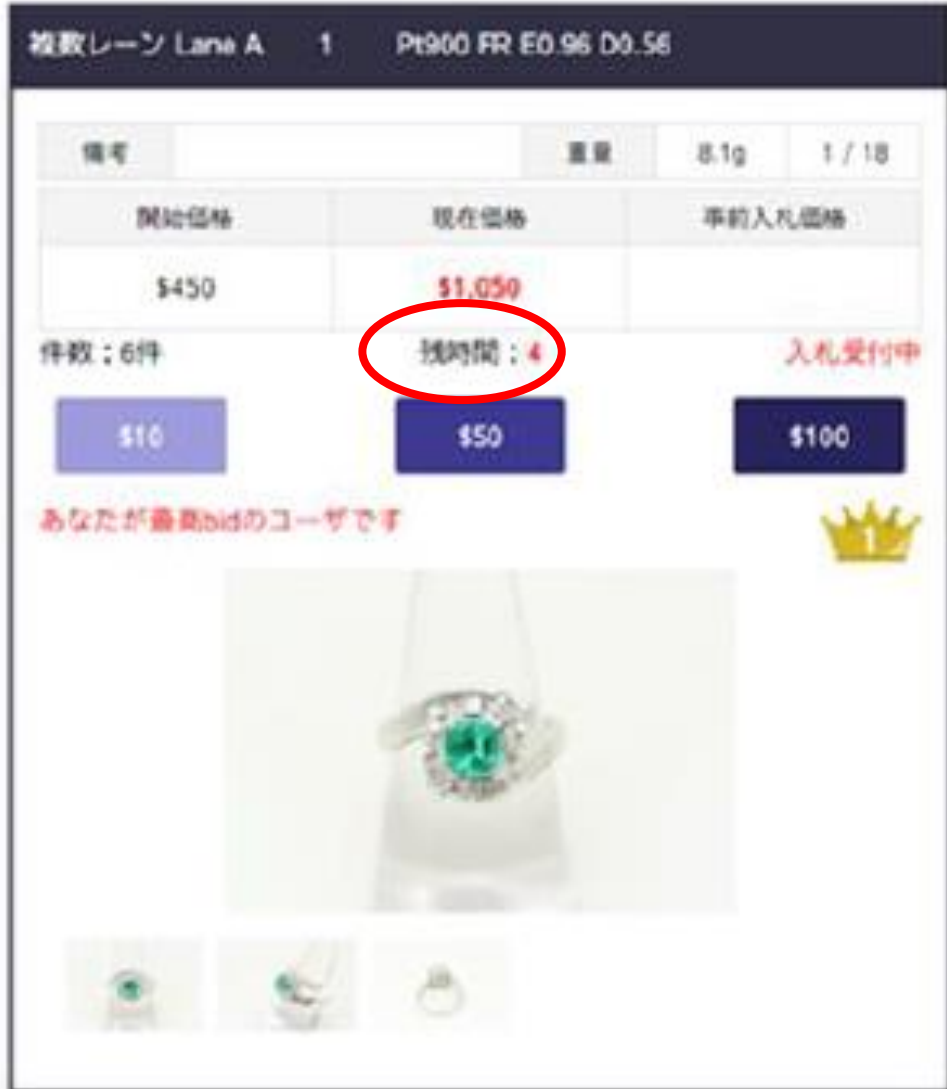 複数レーン Lane A 1 Pt900 FR E0.96 D0.56
備考 重量 8.1g 1 / 18
開始価格 現在価格 事前入札価格
$450 $1,050
件数：6件 残時間：4 入札受付中
$10 $50 $100
あなたが最高bidのユーザです 1